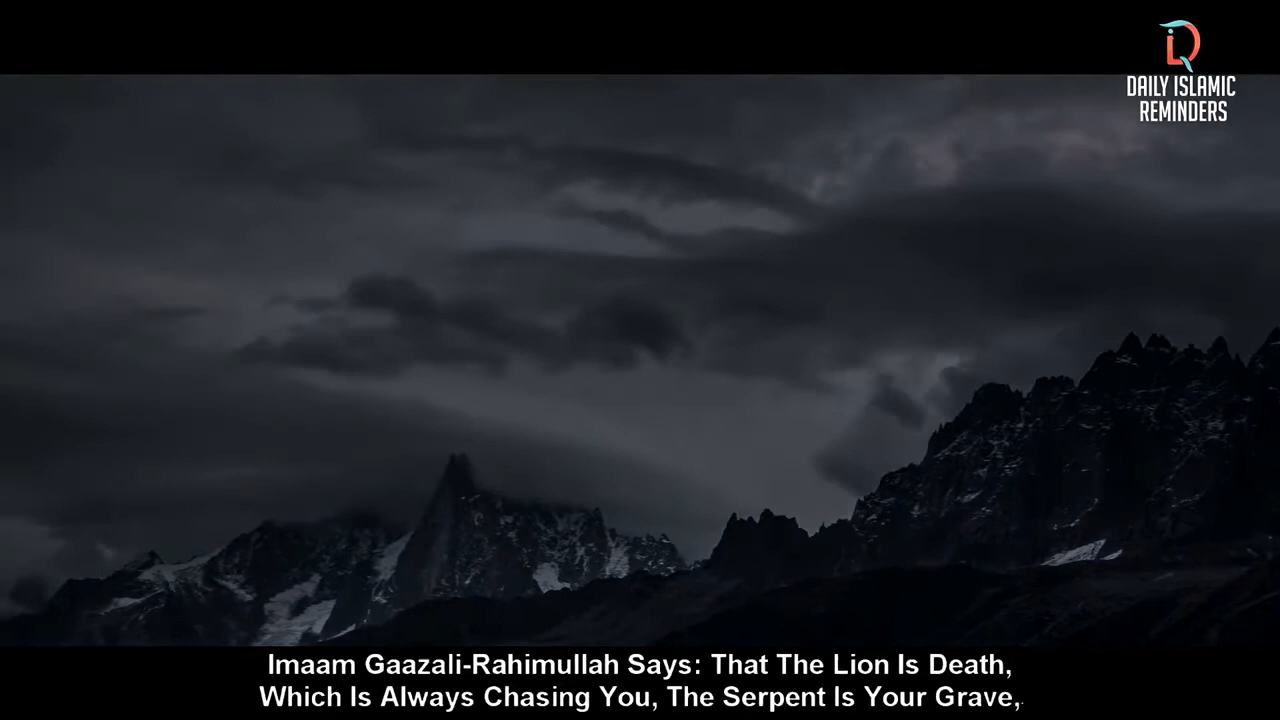 DAILY ISLAMIC
REMINDERS
Imaam Gaazali-Rahimullah Says: That The Lion Is Death,
Which Is Always Chasing You, The Serpent Is Your Grave,.